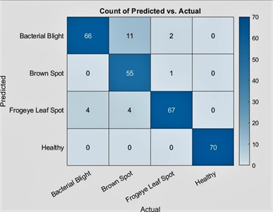 Count of Predicted vs. Actual
Bacterial Blight 66 11 2 0
Brown Spot 0 55 1 0
Frogeye Leaf Spot 4 4 67 0
Healthy 0 0 0 70
Bacterial Blight Brown Spot Frogeye Leaf Spot Healthy
Predicted
Actual
70
60
50
40
30
20
10
0